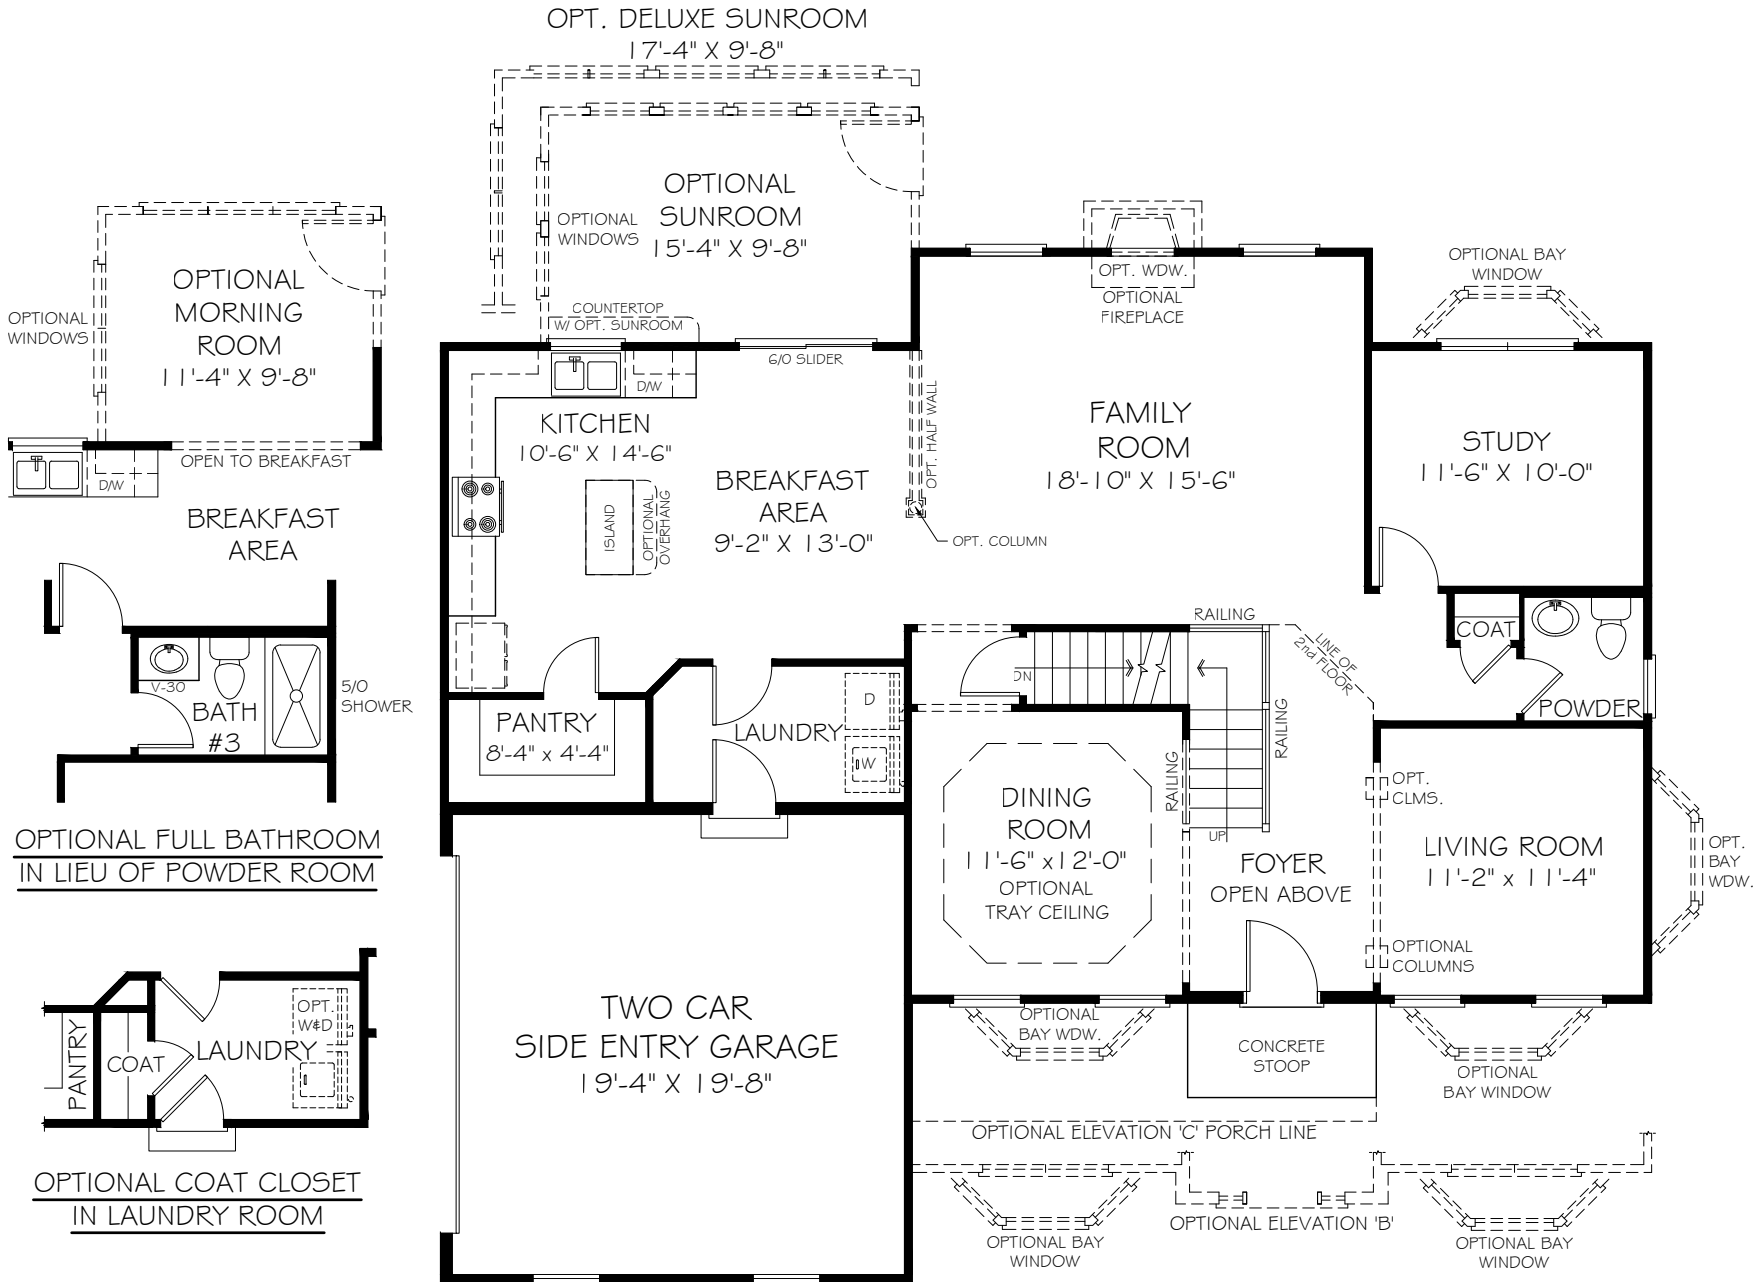 OPT. DELUXE SUNROOM
17'-4" X 9'-8"
OPTIONAL
SUNROOM
15'-4" X 9'-8"
OPTIONAL
WINDOWS
COUNTERTOP
W/ OPT. SUNROOM
6/0 SLIDER
OPTIONAL
MORNING
ROOM
11'-4" X 9'-8"
OPTIONAL
WINDOWS
OPEN TO BREAKFAST
D/W
BREAKFAST
AREA
V-30
BATH
#3
5/0
SHOWER
OPTIONAL FULL BATHROOM
IN LIEU OF POWDER ROOM
PANTRY
COAT
LAUNDRY
OPT.
W&D
OPTIONAL COAT CLOSET
IN LAUNDRY ROOM
D/W
KITCHEN
10'-6" X 14'-6"
ISLAND
OPTIONAL
OVERHANG
BREAKFAST
AREA
9'-2" X 13'-0"
OPT. HALF WALL
OPT. COLUMN
OPT. WDW.
OPTIONAL
FIREPLACE
FAMILY
ROOM
18'-10" X 15'-6"
OPTIONAL BAY
WINDOW
STUDY
11'-6" X 10'-0"
COAT
POWDER
RAILING
LINE OF
2nd FLOOR
DN
RAILING
RAILING
UP
PANTRY
8'-4" x 4'-4"
LAUNDRY
D
W
DINING
ROOM
11'-6" x12'-0"
OPTIONAL
TRAY CEILING
FOYER
OPEN ABOVE
OPT.
CLMS.
LIVING ROOM
11'-2" x 11'-4"
OPTIONAL
COLUMNS
OPT.
BAY
WDW.
TWO CAR
SIDE ENTRY GARAGE
19'-4" X 19'-8"
OPTIONAL
BAY WDW.
CONCRETE
STOOP
OPTIONAL
BAY WINDOW
OPTIONAL ELEVATION 'C' PORCH LINE
OPTIONAL ELEVATION 'B'
OPTIONAL BAY
WINDOW
OPTIONAL BAY
WINDOW